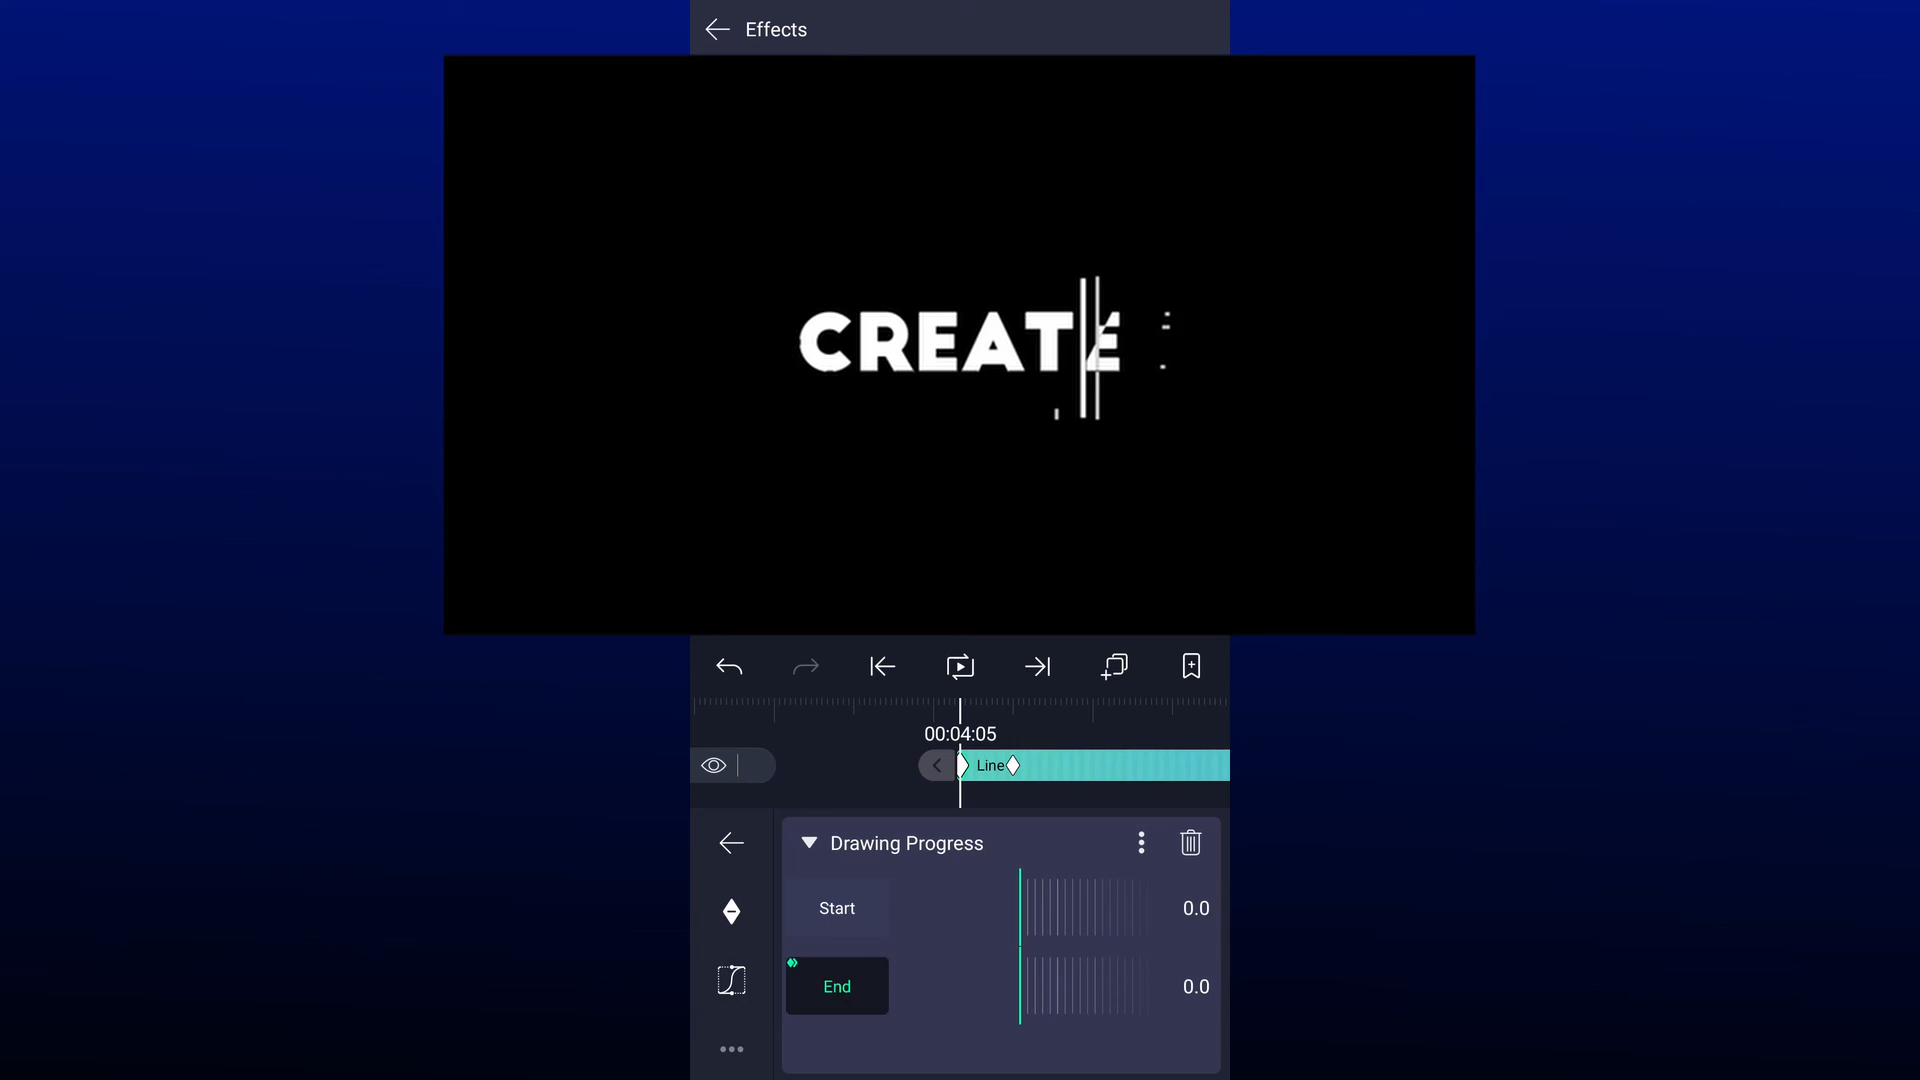 Effects
CREATE
00:04:05
Line
Drawing Progress
Start 0.0
End 0.0